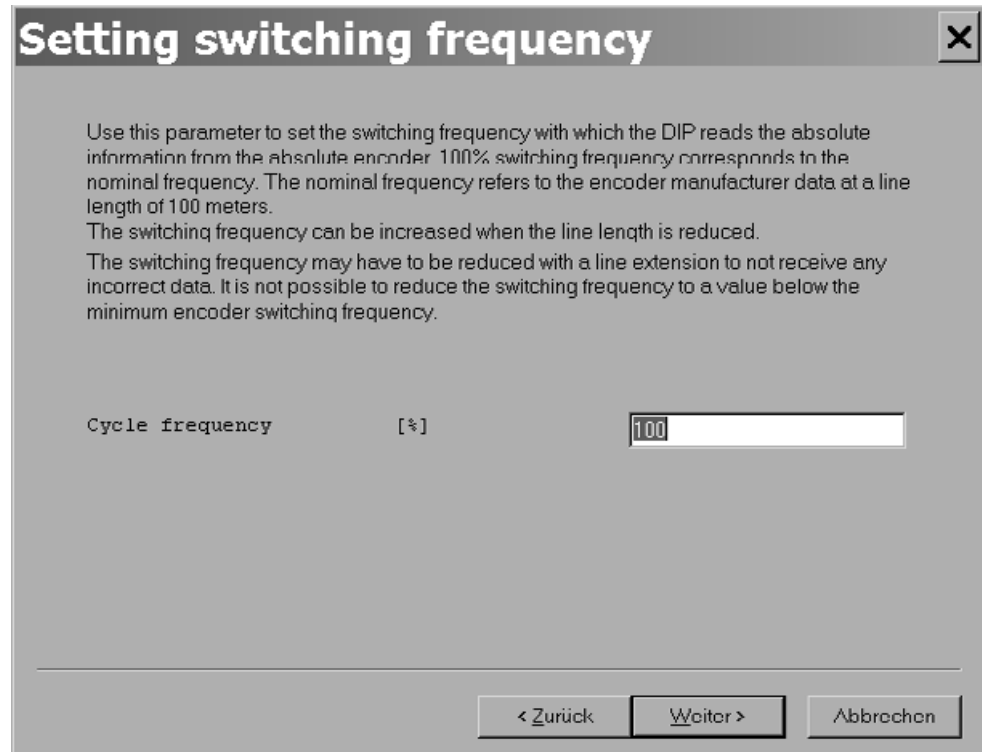 Setting switching frequency
Use this parameter to set the switching frequency with which the DIP reads the absolute
information from the absolute encoder. 100% switching frequency corresponds to the
nominal frequency. The nominal frequency refers to the encoder manufacturer data at a line
length of 100 meters.
The switching frequency can be increased when the line length is reduced.
The switching frequency may have to be reduced with a line extension to not receive any
incorrect data. It is not possible to reduce the switching frequency to a value below the
minimum encoder switching frequency.
Cycle frequency [%] 100
< Zurück Weiter > Abbrechen